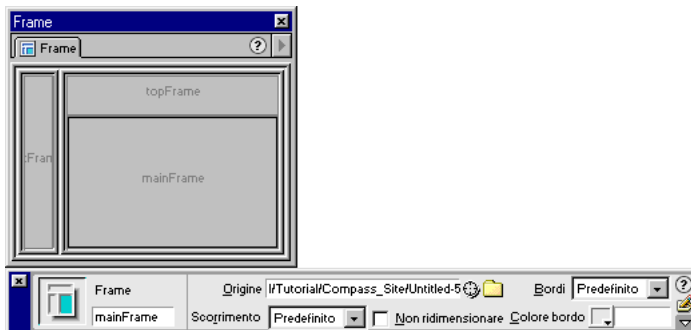 Frame
Frame
?
topFrame
:Fran
mainFrame
Frame
Origine I/Tutorial/Compass_Site/Untitled-5
Bordi Predefinito
?
mainFrame
Scorrimento Predefinito
Non ridimensionare Colore bordo